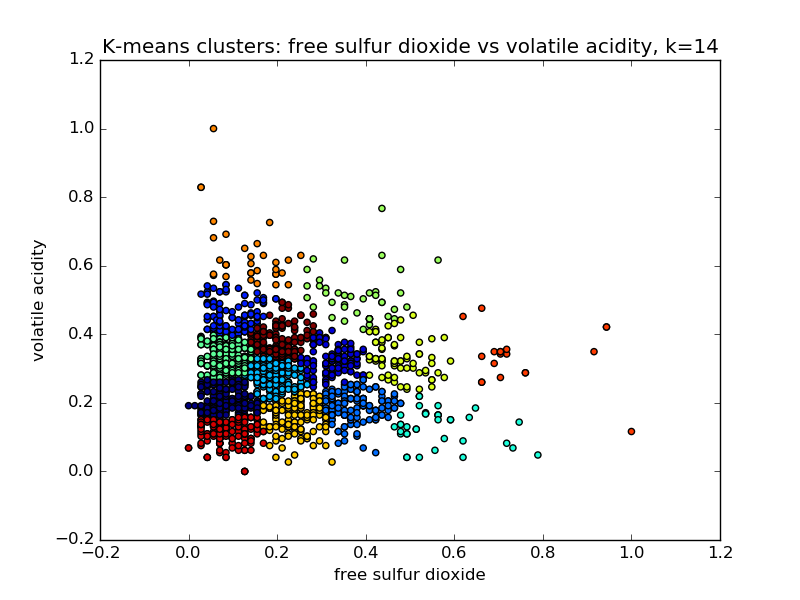 K-means clusters: free sulfur dioxide vs volatile acidity, k=14
1.2
1.0
0.8
0.6
0.4
0.2
0.0
−0.2
−0.2 0.0 0.2 0.4 0.6 0.8 1.0 1.2
volatile acidity
free sulfur dioxide